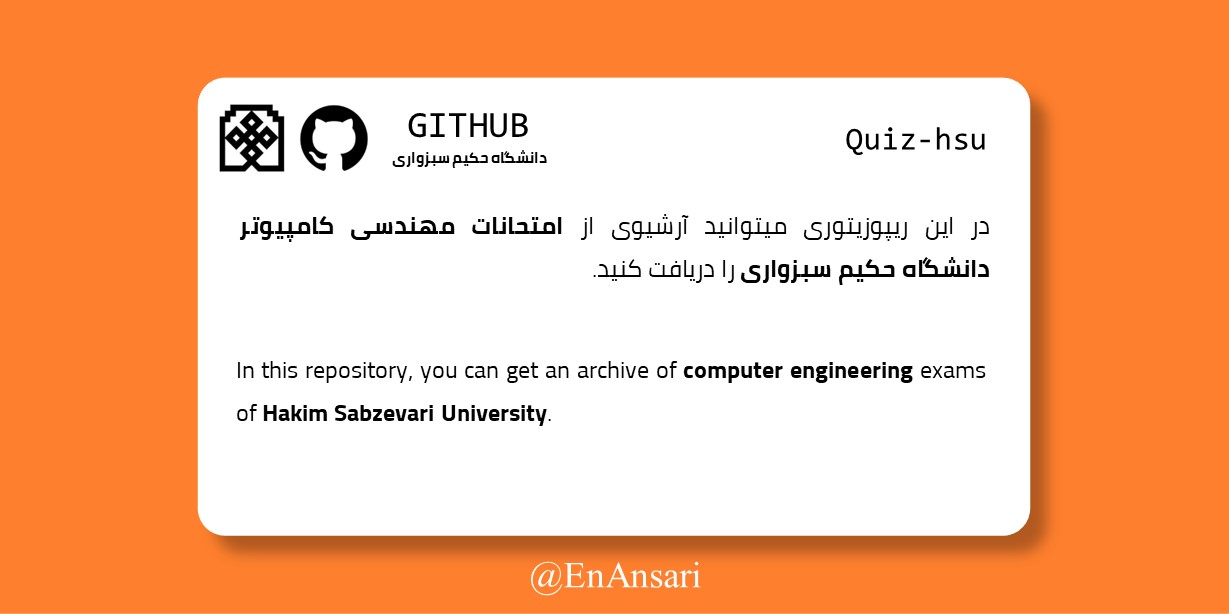 GITHUB
دانشگاه حکیم سبزواری
Quiz-hsu
در این ریپوزیتوری میتوانید آرشیوی از امتحانات مهندسی کامپیوتر
دانشگاه حکیم سبزواری را دریافت کنید.
In this repository, you can get an archive of computer engineering exams
of Hakim Sabzevari University.
@EnAnsari